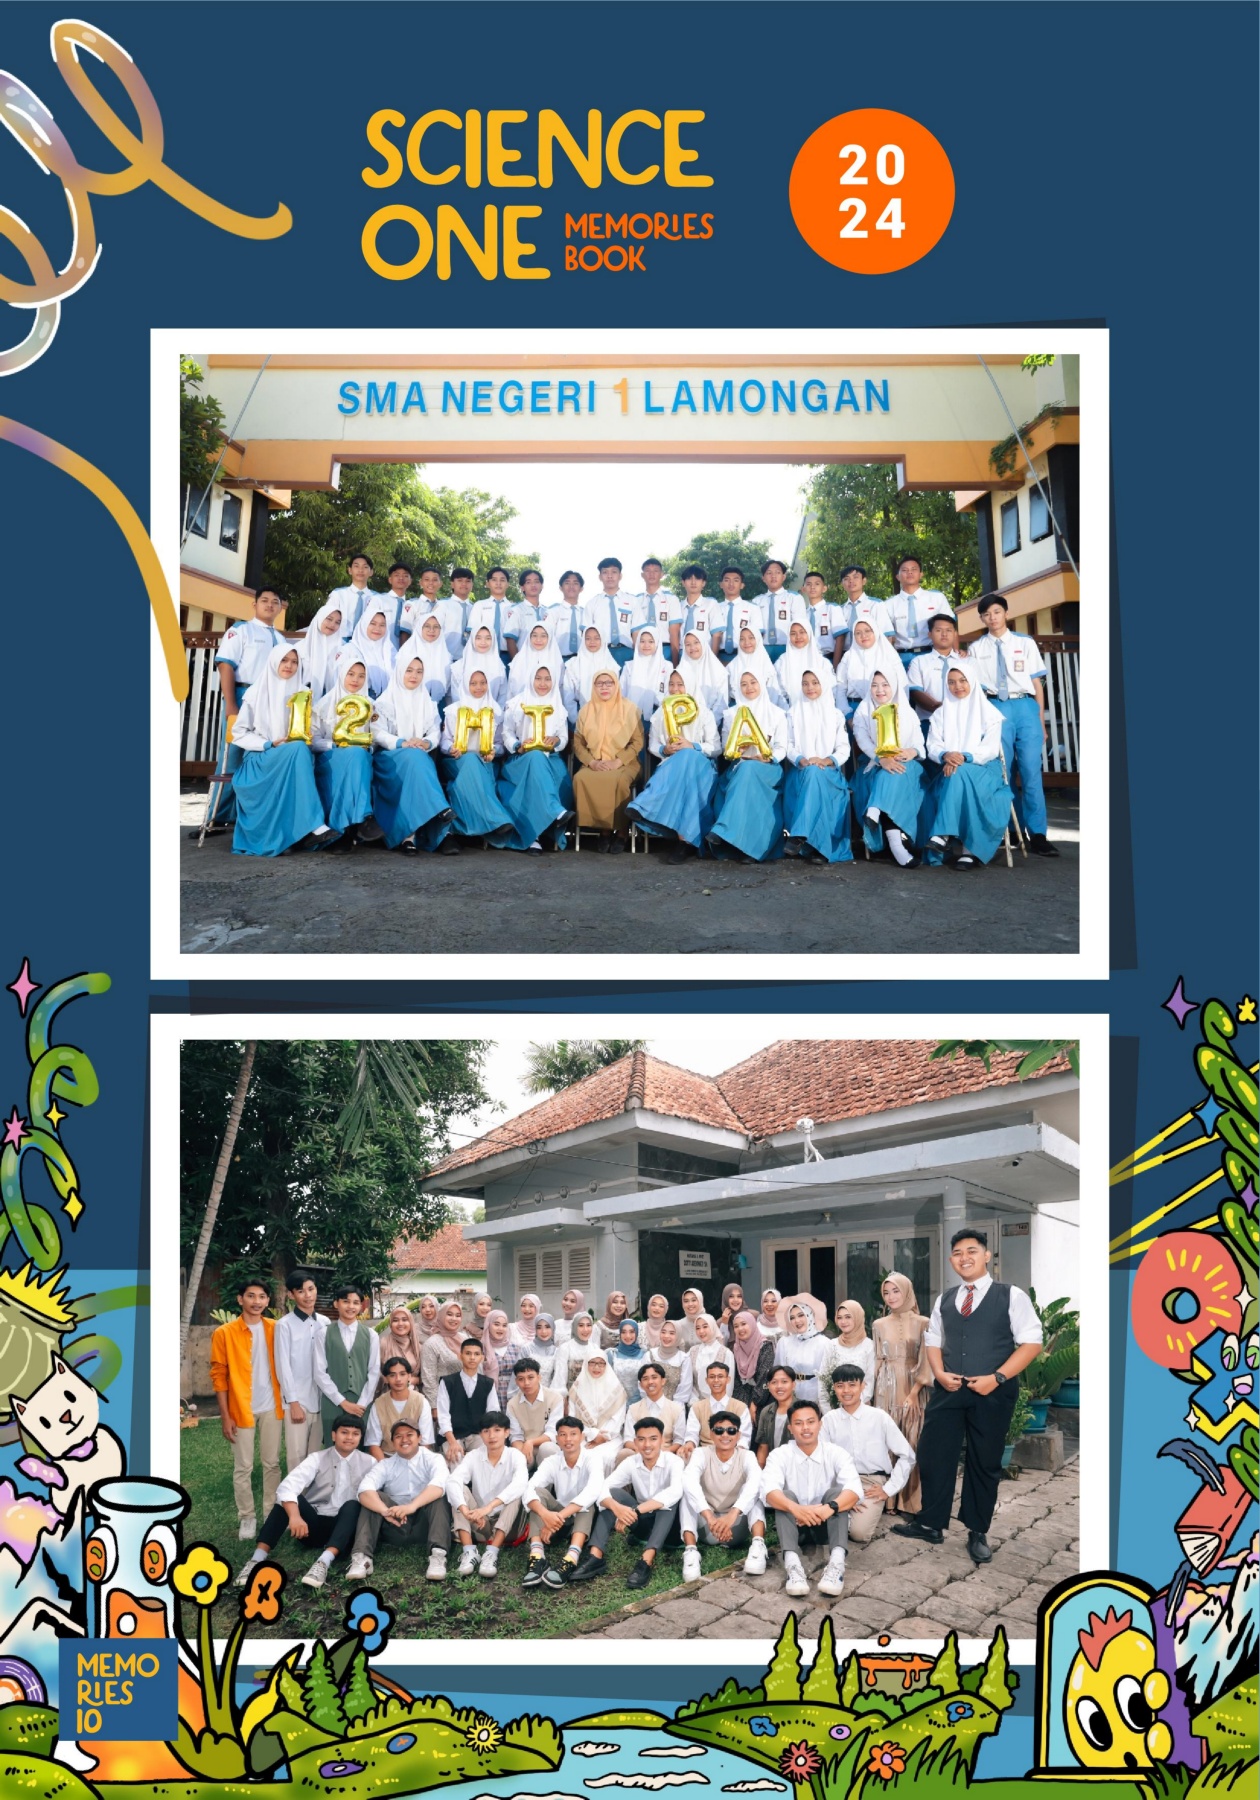 SCIENCE
ONE MEMORIES
BOOK
20
24
SMA NEGERI 1 LAMONGAN
12 MIPA 1
MEMO
RIES
10